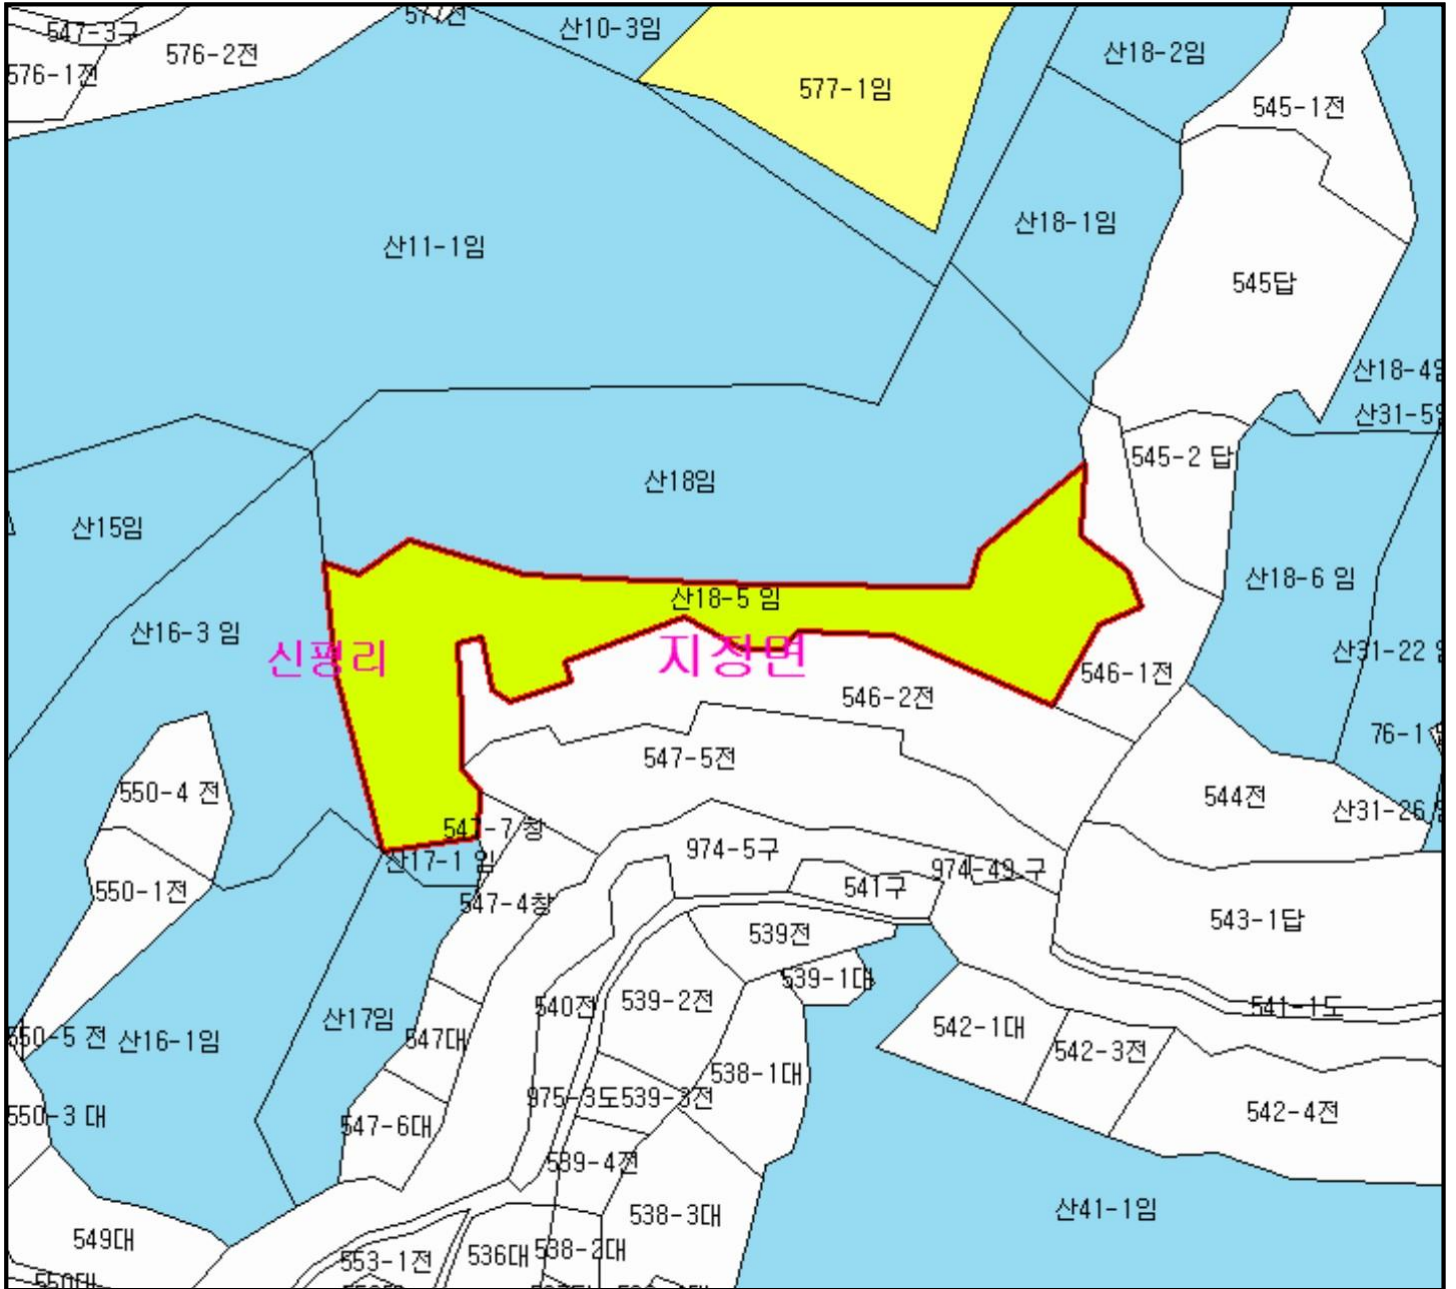 577전
547-3구
산10-3임
576-2전
산18-2임
576-1전
577-1임
545-1전
산18-1임
산11-1임
545답
산18-4임
산31-5임
545-2 답
산18임
산15임
산18-6 임
산18-5 임
산16-3 임
신평리
지정면
산31-22
546-1전
546-2전
76-1
547-5전
550-4 전
544전
산31-26
547-7 창
974-5구
산17-1 임
974-49 구
541구
550-1전
547-4창
543-1답
539전
539-1대
539-2전
540전
541-1도
산17임
542-1대
550-5 전
산16-1임
547대
542-3전
538-1대
975-3도
539-3전
542-4전
550-3 대
547-6대
539-4전
산41-1임
538-3대
549대
536대
538-2대
553-1전
550대